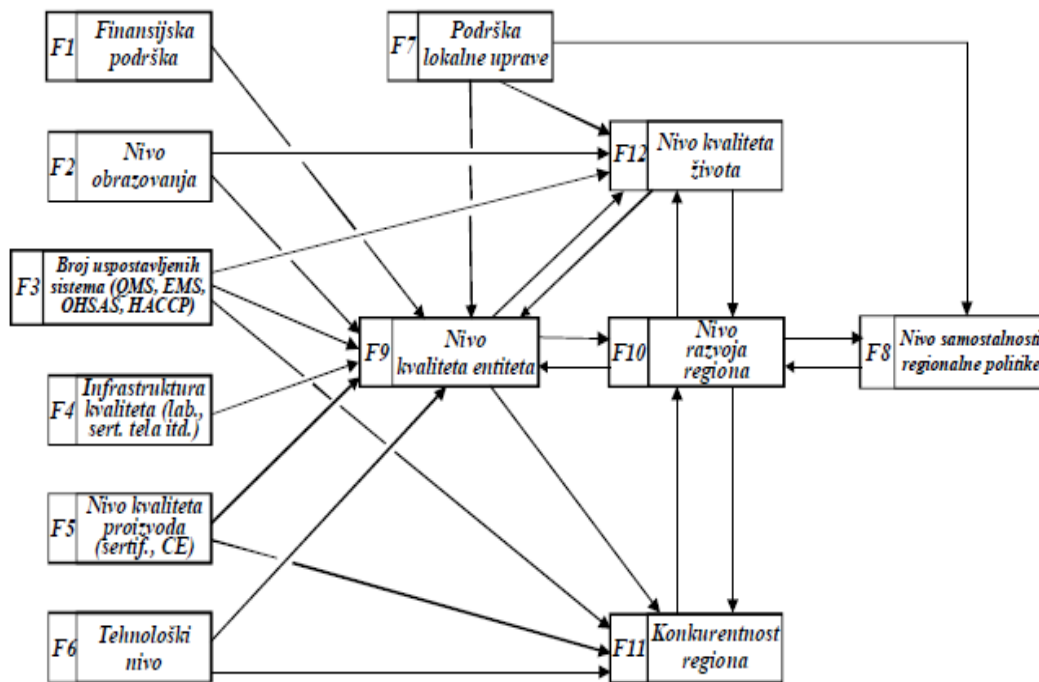 F1
Finansijska
podrška
F7
Podrška
lokalne uprave
F2
Nivo
obrazovanja
F12
Nivo kvaliteta
života
F3
Broj uspostavljenih
sistema (QMS, EMS,
OHSAS, HACCP)
F9
Nivo
kvaliteta entiteta
F10
Nivo
razvoja
regiona
F8
Nivo samostalnosti
regionalne politike
F4
Infrastruktura
kvaliteta (lab.,
sert. tela itd.)
F5
Nivo kvaliteta
proizvoda
(sertif., CE)
F6
Tehnološki
nivo
F11
Konkurentnost
regiona